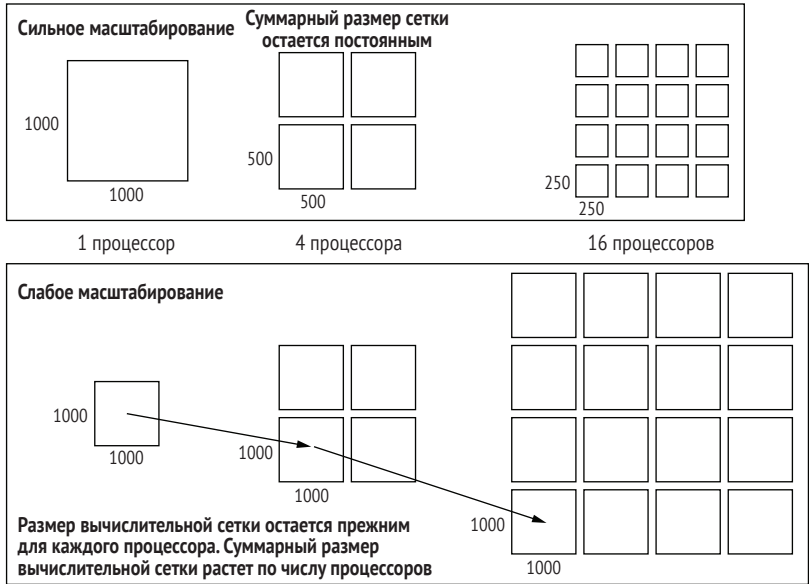 Сильное масштабирование
Суммарный размер сетки
остается постоянным
1000
1000
500
500
250
250
1 процессор
4 процессора
16 процессоров
Слабое масштабирование
1000
1000
1000
1000
1000
1000
Размер вычислительной сетки остается прежним
для каждого процессора. Суммарный размер
вычислительной сетки растет по числу процессоров